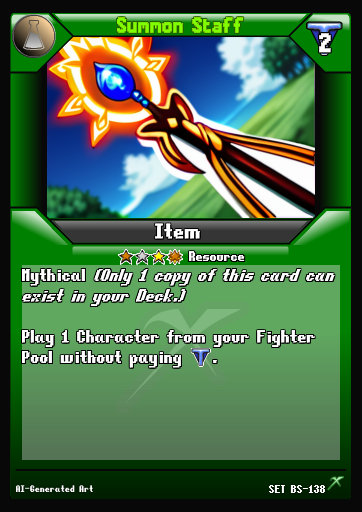 Summon Staff
2
Item
Resource
Mythical (Only 1 copy of this card can
exist in your Deck.)
Play 1 Character from your Fighter
Pool without paying .
AI-Generated Art
SET BS-138